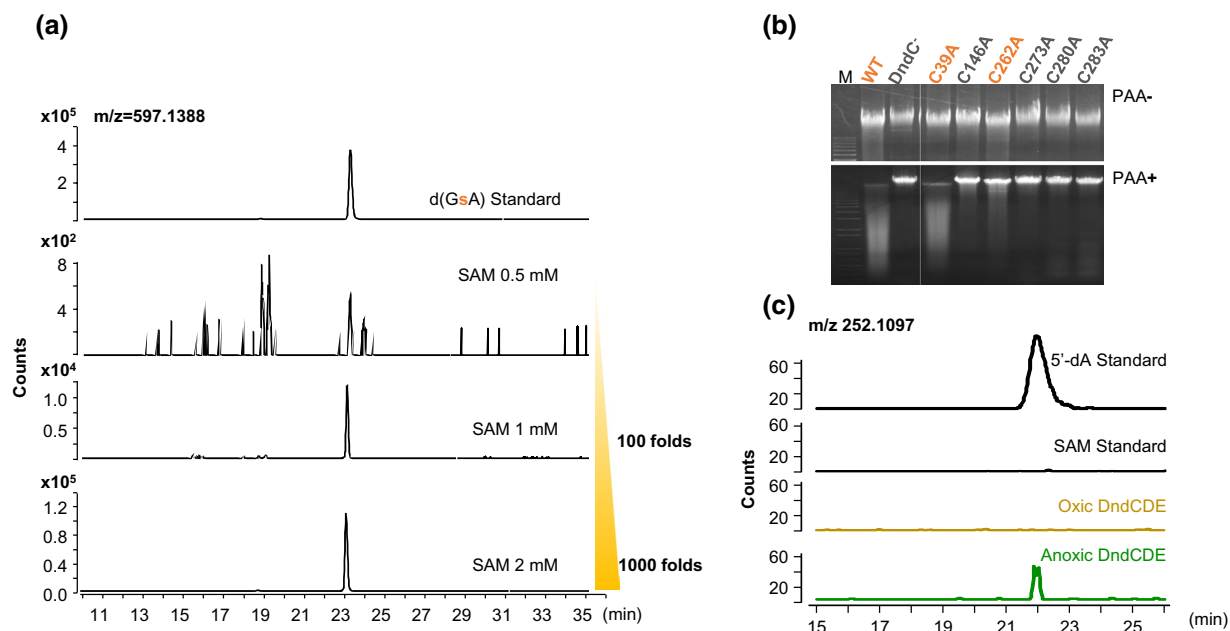 (a)
m/z=597.1388
x10⁵
4
2
d(GsA) Standard
x10²
8
4
SAM 0.5 mM
x10⁴
1.0
0.5
SAM 1 mM
100 folds
x10⁵
1.2
0.8
0.4
0.0
SAM 2 mM
1000 folds
Counts
11 13 15 17 19 21 23 25 27 29 31 33 35 (min)
(b)
M WT DndC⁻ C39A C146A C262A C273A C280A C283A
PAA-
PAA+
(c)
m/z 252.1097
60
20
5'-dA Standard
60
20
SAM Standard
60
20
Oxic DndCDE
60
20
Anoxic DndCDE
Counts
15 17 19 21 23 25 (min)